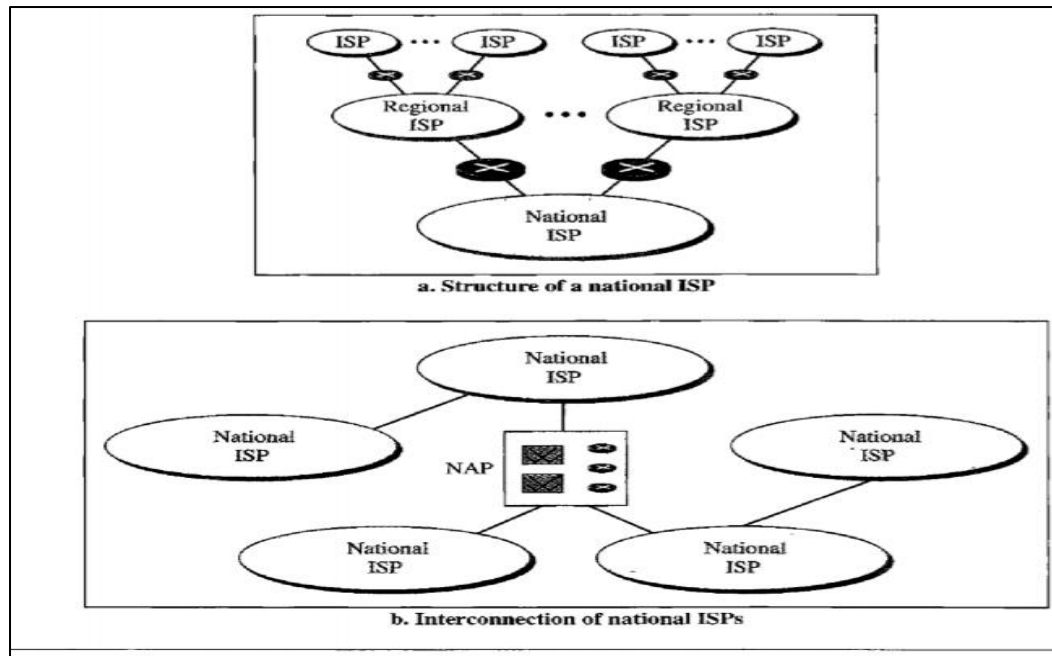 ISP ••• ISP ISP ••• ISP
Regional ISP ••• Regional ISP
National
ISP
a. Structure of a national ISP
National
ISP
National
ISP
National
ISP
NAP
National
ISP
National
ISP
b. Interconnection of national ISPs